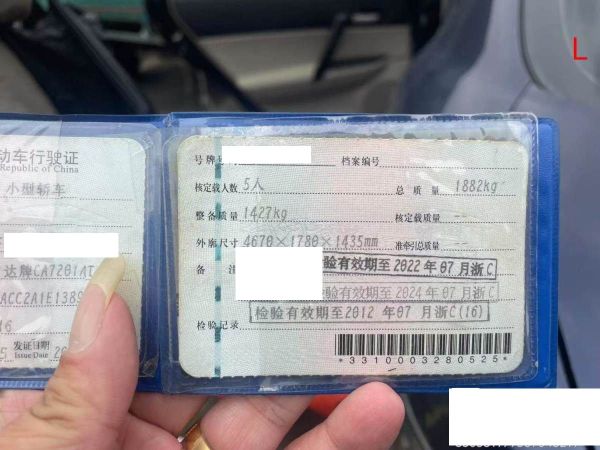 动车行驶证
Republic of China
小型轿车
达牌CA7201AT
ACC2A1E1389
16
发证日期
Issue Date
号牌
档案编号
核定载人数 5人
总质量 1882kg
整备质量 1427kg
核定载质量 --
外廓尺寸 4670×1780×1435mm
准牵引总质量 --
备注
验有效期至2022年07月浙C
验有效期至2024年07月浙C
检验有效期至2012年07月浙C(16)
检验记录
*3310003280525*
L